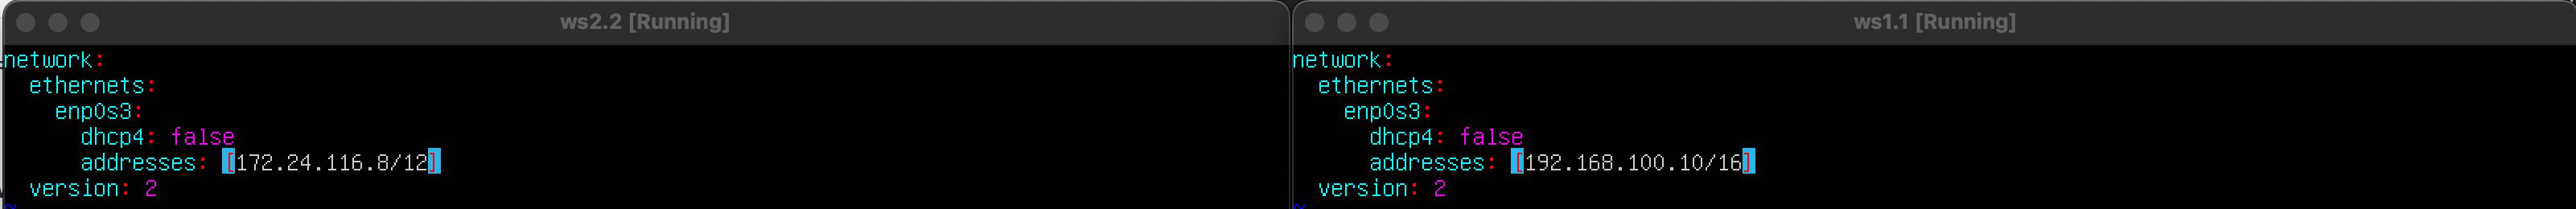 ws2.2 [Running]
network:
  ethernets:
    enp0s3:
      dhcp4: false
      addresses: [172.24.116.8/12]
  version: 2
~
ws1.1 [Running]
network:
  ethernets:
    enp0s3:
      dhcp4: false
      addresses: [192.168.100.10/16]
  version: 2
~